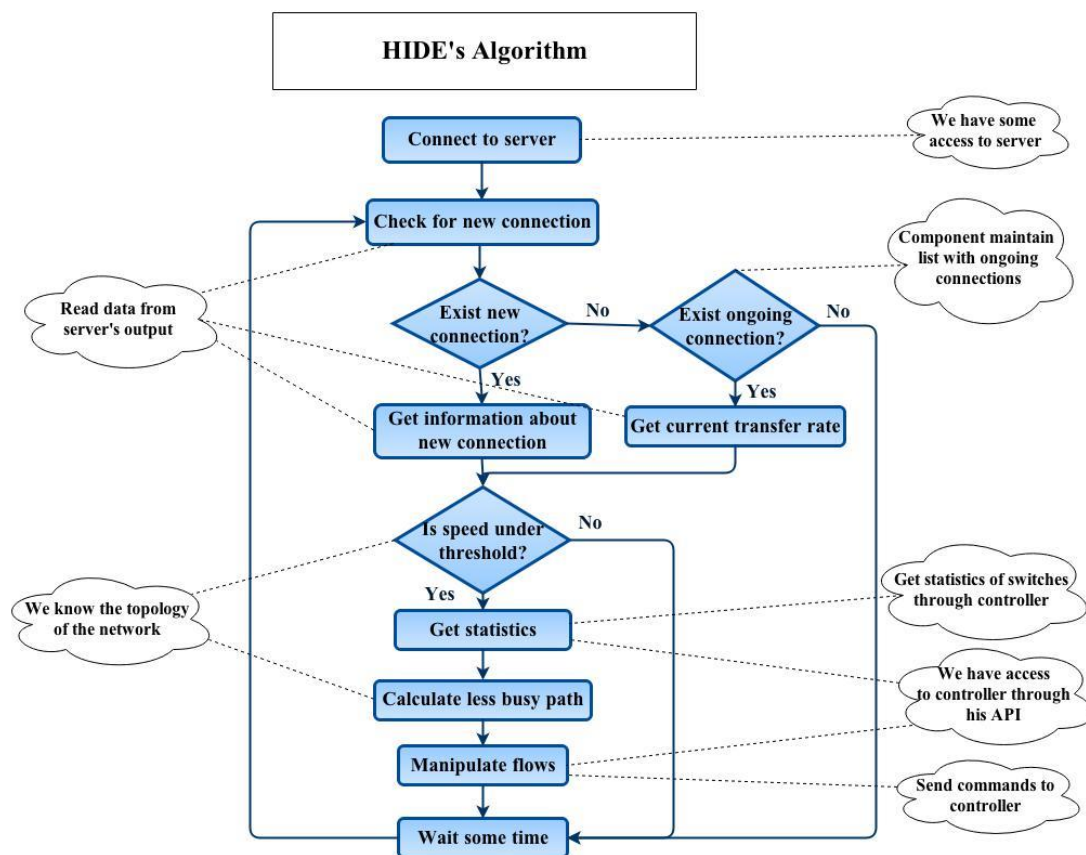 HIDE's Algorithm
Connect to server
We have some
access to server
Check for new connection
Component maintain
list with ongoing
connections
Read data from
server's output
Exist new
connection?
No
Exist ongoing
connection?
No
Yes
Yes
Get information about
new connection
Get current transfer rate
Is speed under
threshold?
No
Yes
We know the topology
of the network
Get statistics of switches
through controller
Get statistics
We have access
to controller through
his API
Calculate less busy path
Manipulate flows
Send commands to
controller
Wait some time